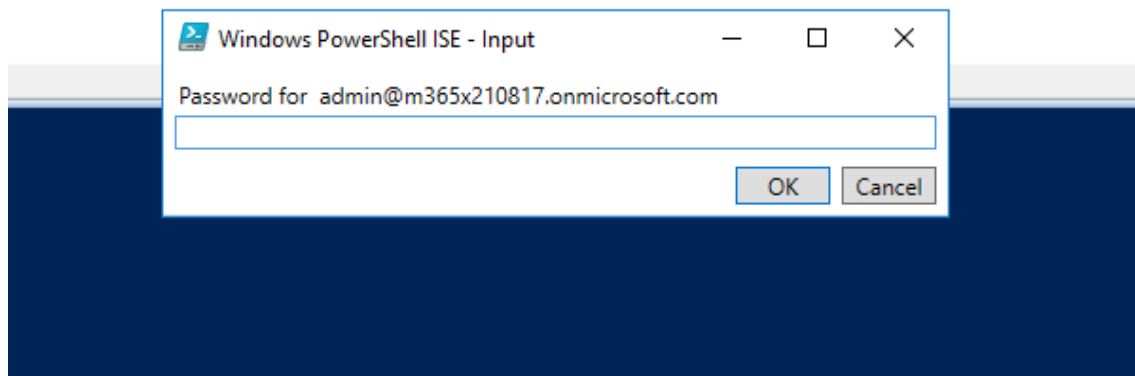 Windows PowerShell ISE - Input
Password for admin@m365x210817.onmicrosoft.com
OK Cancel